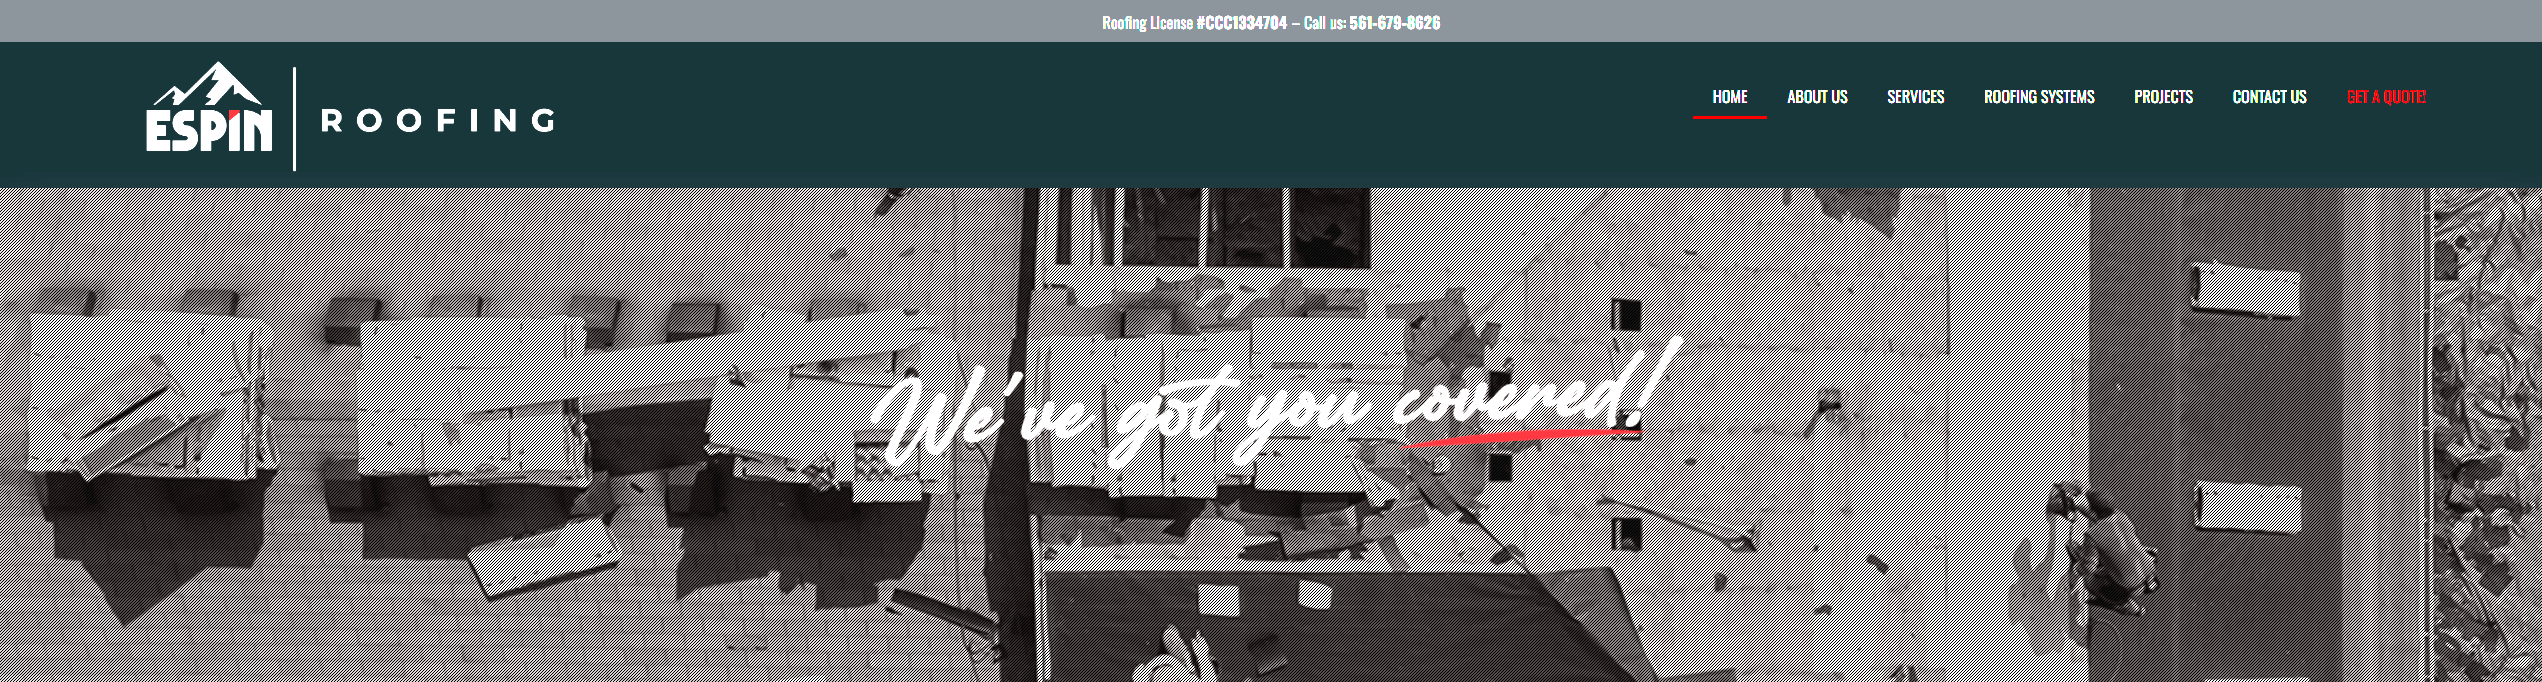 Roofing License #CCC1334704 – Call us: 561-679-8626
ESPIN ROOFING
HOME ABOUT US SERVICES ROOFING SYSTEMS PROJECTS CONTACT US GET A QUOTE!
We've got you covered!